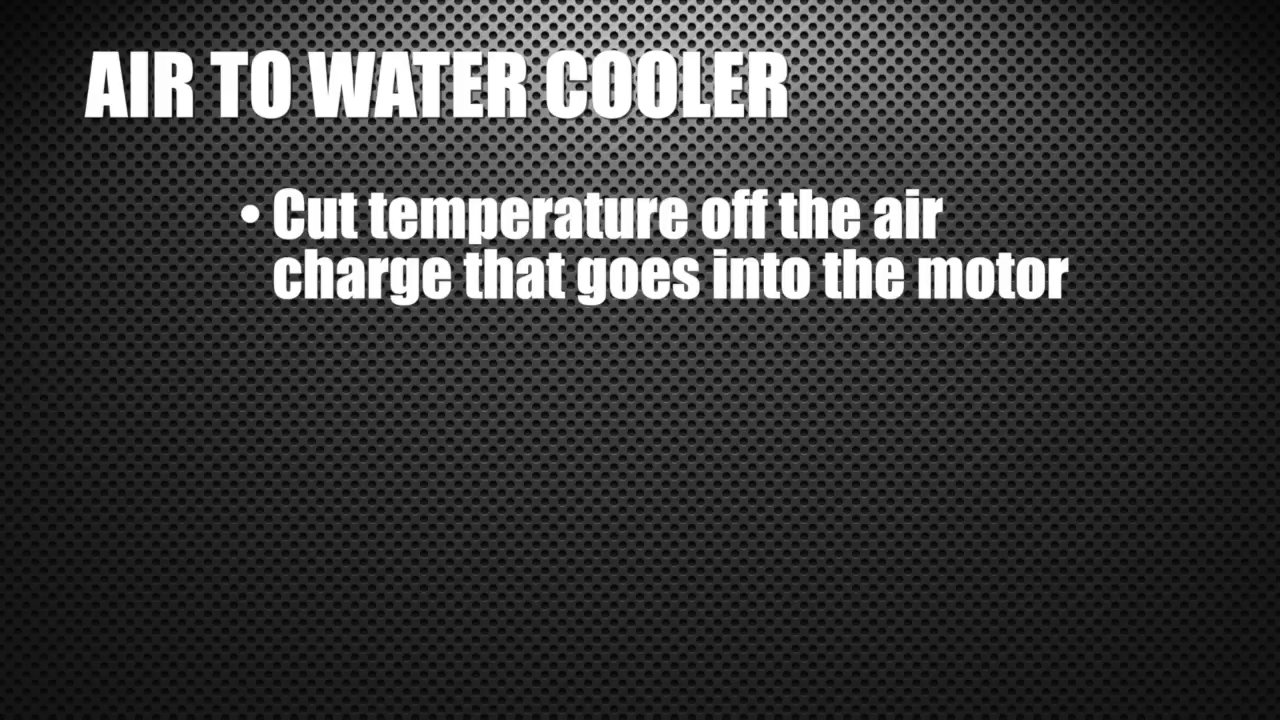 AIR TO WATER COOLER
• Cut temperature off the air
charge that goes into the motor